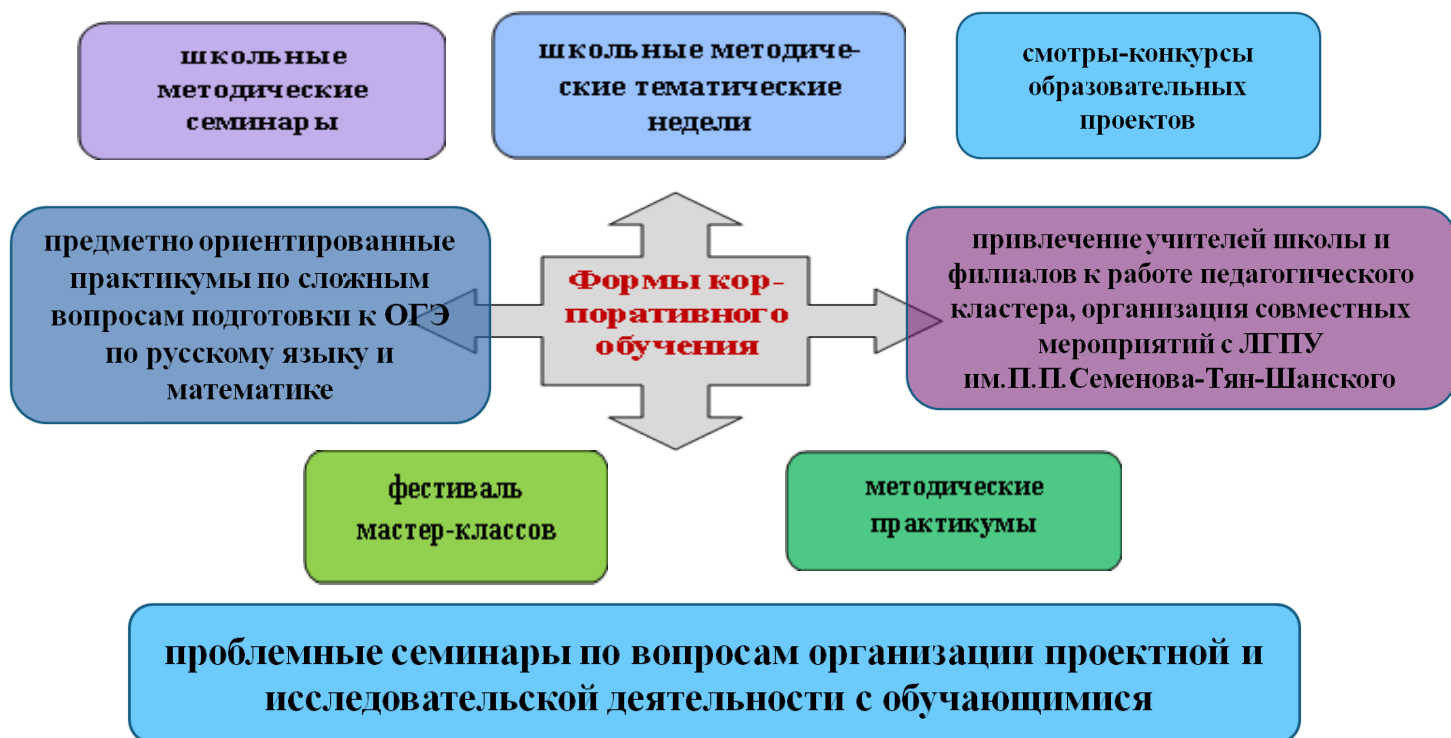 школьные
методические
семинары
школьные методиче-
ские тематические
недели
смотры-конкурсы
образовательных
проектов
предметно ориентированные
практикумы по сложным
вопросам подготовки к ОГЭ
по русскому языку и
математике
Формы кор-
поративного
обучения
привлечение учителей школы и
филиалов к работе педагогического
кластера, организация совместных
мероприятий с ЛГПУ
им.П.П.Семенова-Тян-Шанского
фестиваль
мастер-классов
методические
практикумы
проблемные семинары по вопросам организации проектной и
исследовательской деятельности с обучающимися